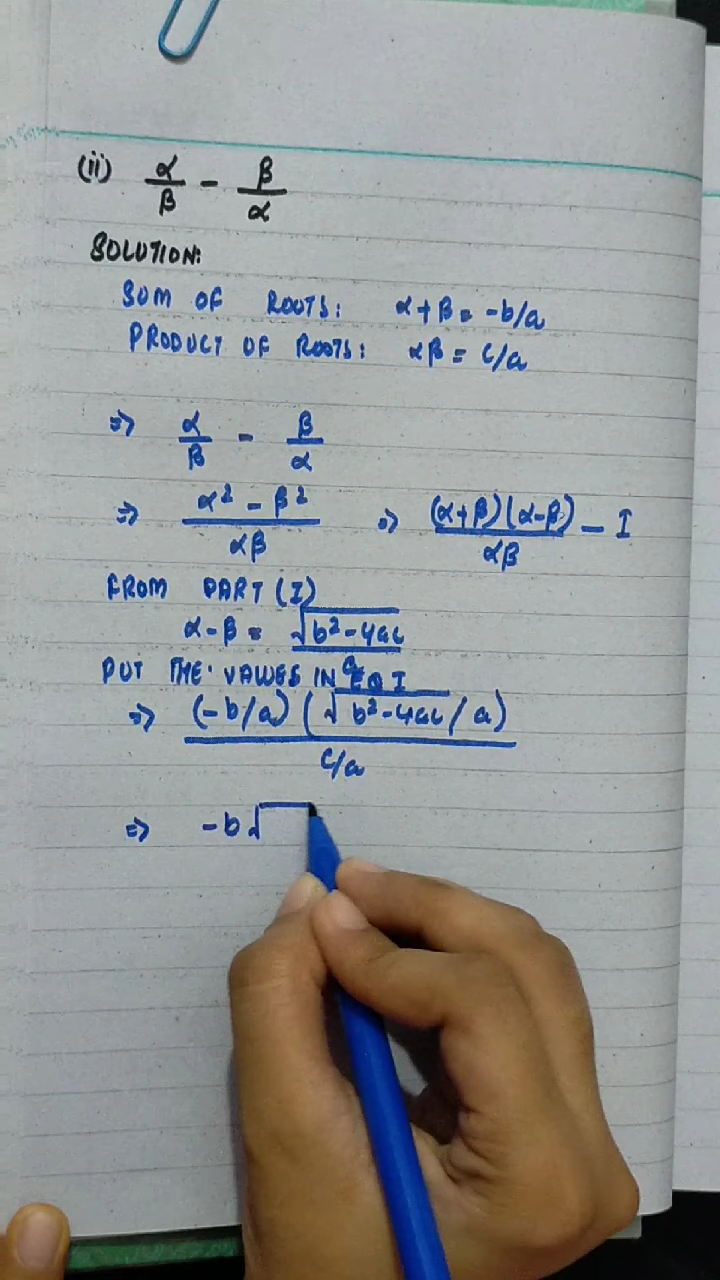 (ii) α/β - β/α
SOLUTION:
SUM OF ROOTS: α+β = -b/a
PRODUCT OF ROOTS: αβ = c/a
=> α/β - β/α
=> α² - β² / αβ => (α+β)(α-β) / αβ - I
FROM PART (I)
α-β = √b²-4ac / a
PUT THE VALUES IN EQ I
=> (-b/a) (√b²-4ac / a) / c/a
=> -b√